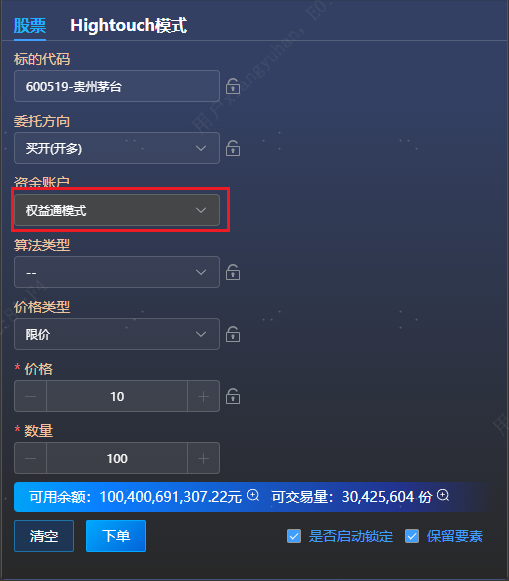 股票 Hightouch模式
标的代码
600519-贵州茅台
委托方向
买开(开多)
资金账户
权益通模式
算法类型
--
价格类型
限价
* 价格
10
* 数量
100
可用余额：100,400,691,307.22元 可交易量：30,425,604 份
清空 下单 是否启动锁定 保留要素